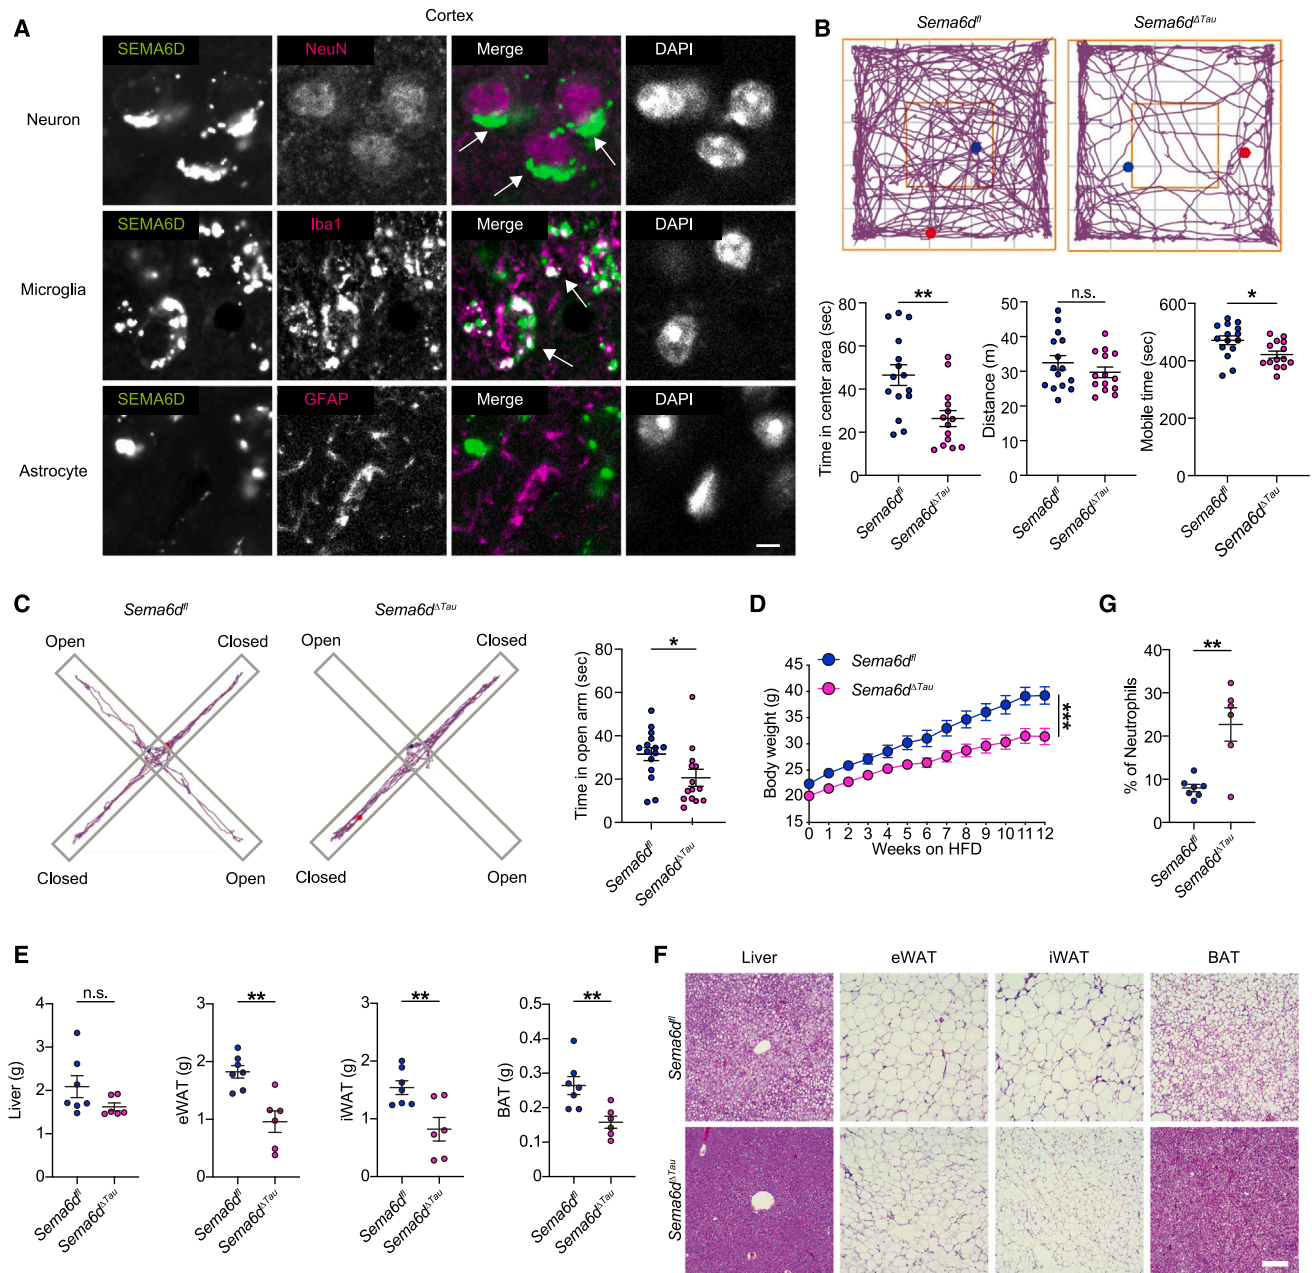 Cortex
A
SEMA6D NeuN Merge DAPI
Neuron
SEMA6D Iba1 Merge DAPI
Microglia
SEMA6D GFAP Merge DAPI
Astrocyte
B
Sema6d^fl Sema6d^ΔTau
**
Time in center area (sec)
80
60
40
20
0
Sema6d^fl
Sema6d^ΔTau
n.s.
Distance (m)
50
40
30
20
10
0
Sema6d^fl
Sema6d^ΔTau
*
Mobile time (sec)
600
400
600
0
Sema6d^fl
Sema6d^ΔTau
C
Sema6d^fl Sema6d^ΔTau
Open Closed Open Closed
Closed Open Closed Open
*
Time in open arm (sec)
80
60
40
20
0
Sema6d^fl
Sema6d^ΔTau
D
Sema6d^fl
Sema6d^ΔTau
***
Body weight (g)
45
40
35
30
25
20
15
0 1 2 3 4 5 6 7 8 9 10 11 12
Weeks on HFD
G
**
% of Neutrophils
40
30
20
10
0
Sema6d^fl
Sema6d^ΔTau
E
n.s.
Liver (g)
4
3
2
1
0
Sema6d^fl
Sema6d^ΔTau
**
eWAT (g)
3
2
1
0
Sema6d^fl
Sema6d^ΔTau
**
iWAT (g)
3
2
1
0
Sema6d^fl
Sema6d^ΔTau
**
BAT (g)
0.5
0.4
0.3
0.2
0.1
0
Sema6d^fl
Sema6d^ΔTau
F
Liver eWAT iWAT BAT
Sema6d^fl
Sema6d^ΔTau